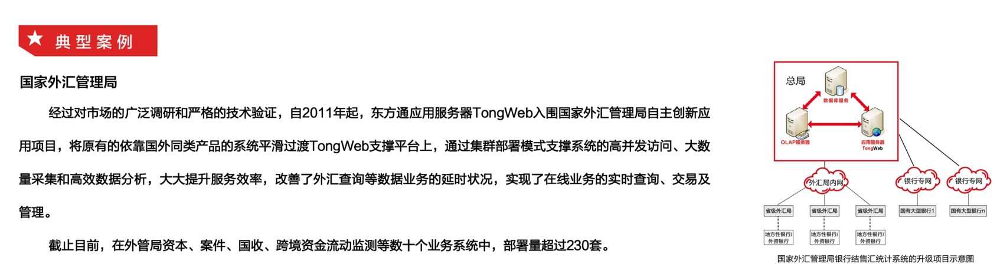 典型案例
国家外汇管理局
经过对市场的广泛调研和严格的技术验证，自2011年起，东方通应用服务器TongWeb入围国家外汇管理局自主创新应
用项目，将原有的依靠国外同类产品的系统平滑过渡TongWeb支撑平台上，通过集群部署模式支撑系统的高并发访问、大数
量采集和高效数据分析，大大提升服务效率，改善了外汇查询等数据业务的延时状况，实现了在线业务的实时查询、交易及
管理。
截止目前，在外管局资本、案件、国收、跨境资金流动监测等数十个业务系统中，部署量超过230套。
总局
数据库服务
OLAP服务器
应用服务器
TongWeb
外汇局内网
银行专网
银行专网
省级外汇局
省级外汇局
省级外汇局
国有大型银行1
国有大型银行n
地方性银行/
外资银行
地方性银行/
外资银行
地方性银行/
外资银行
国家外汇管理局银行结售汇统计系统的升级项目示意图